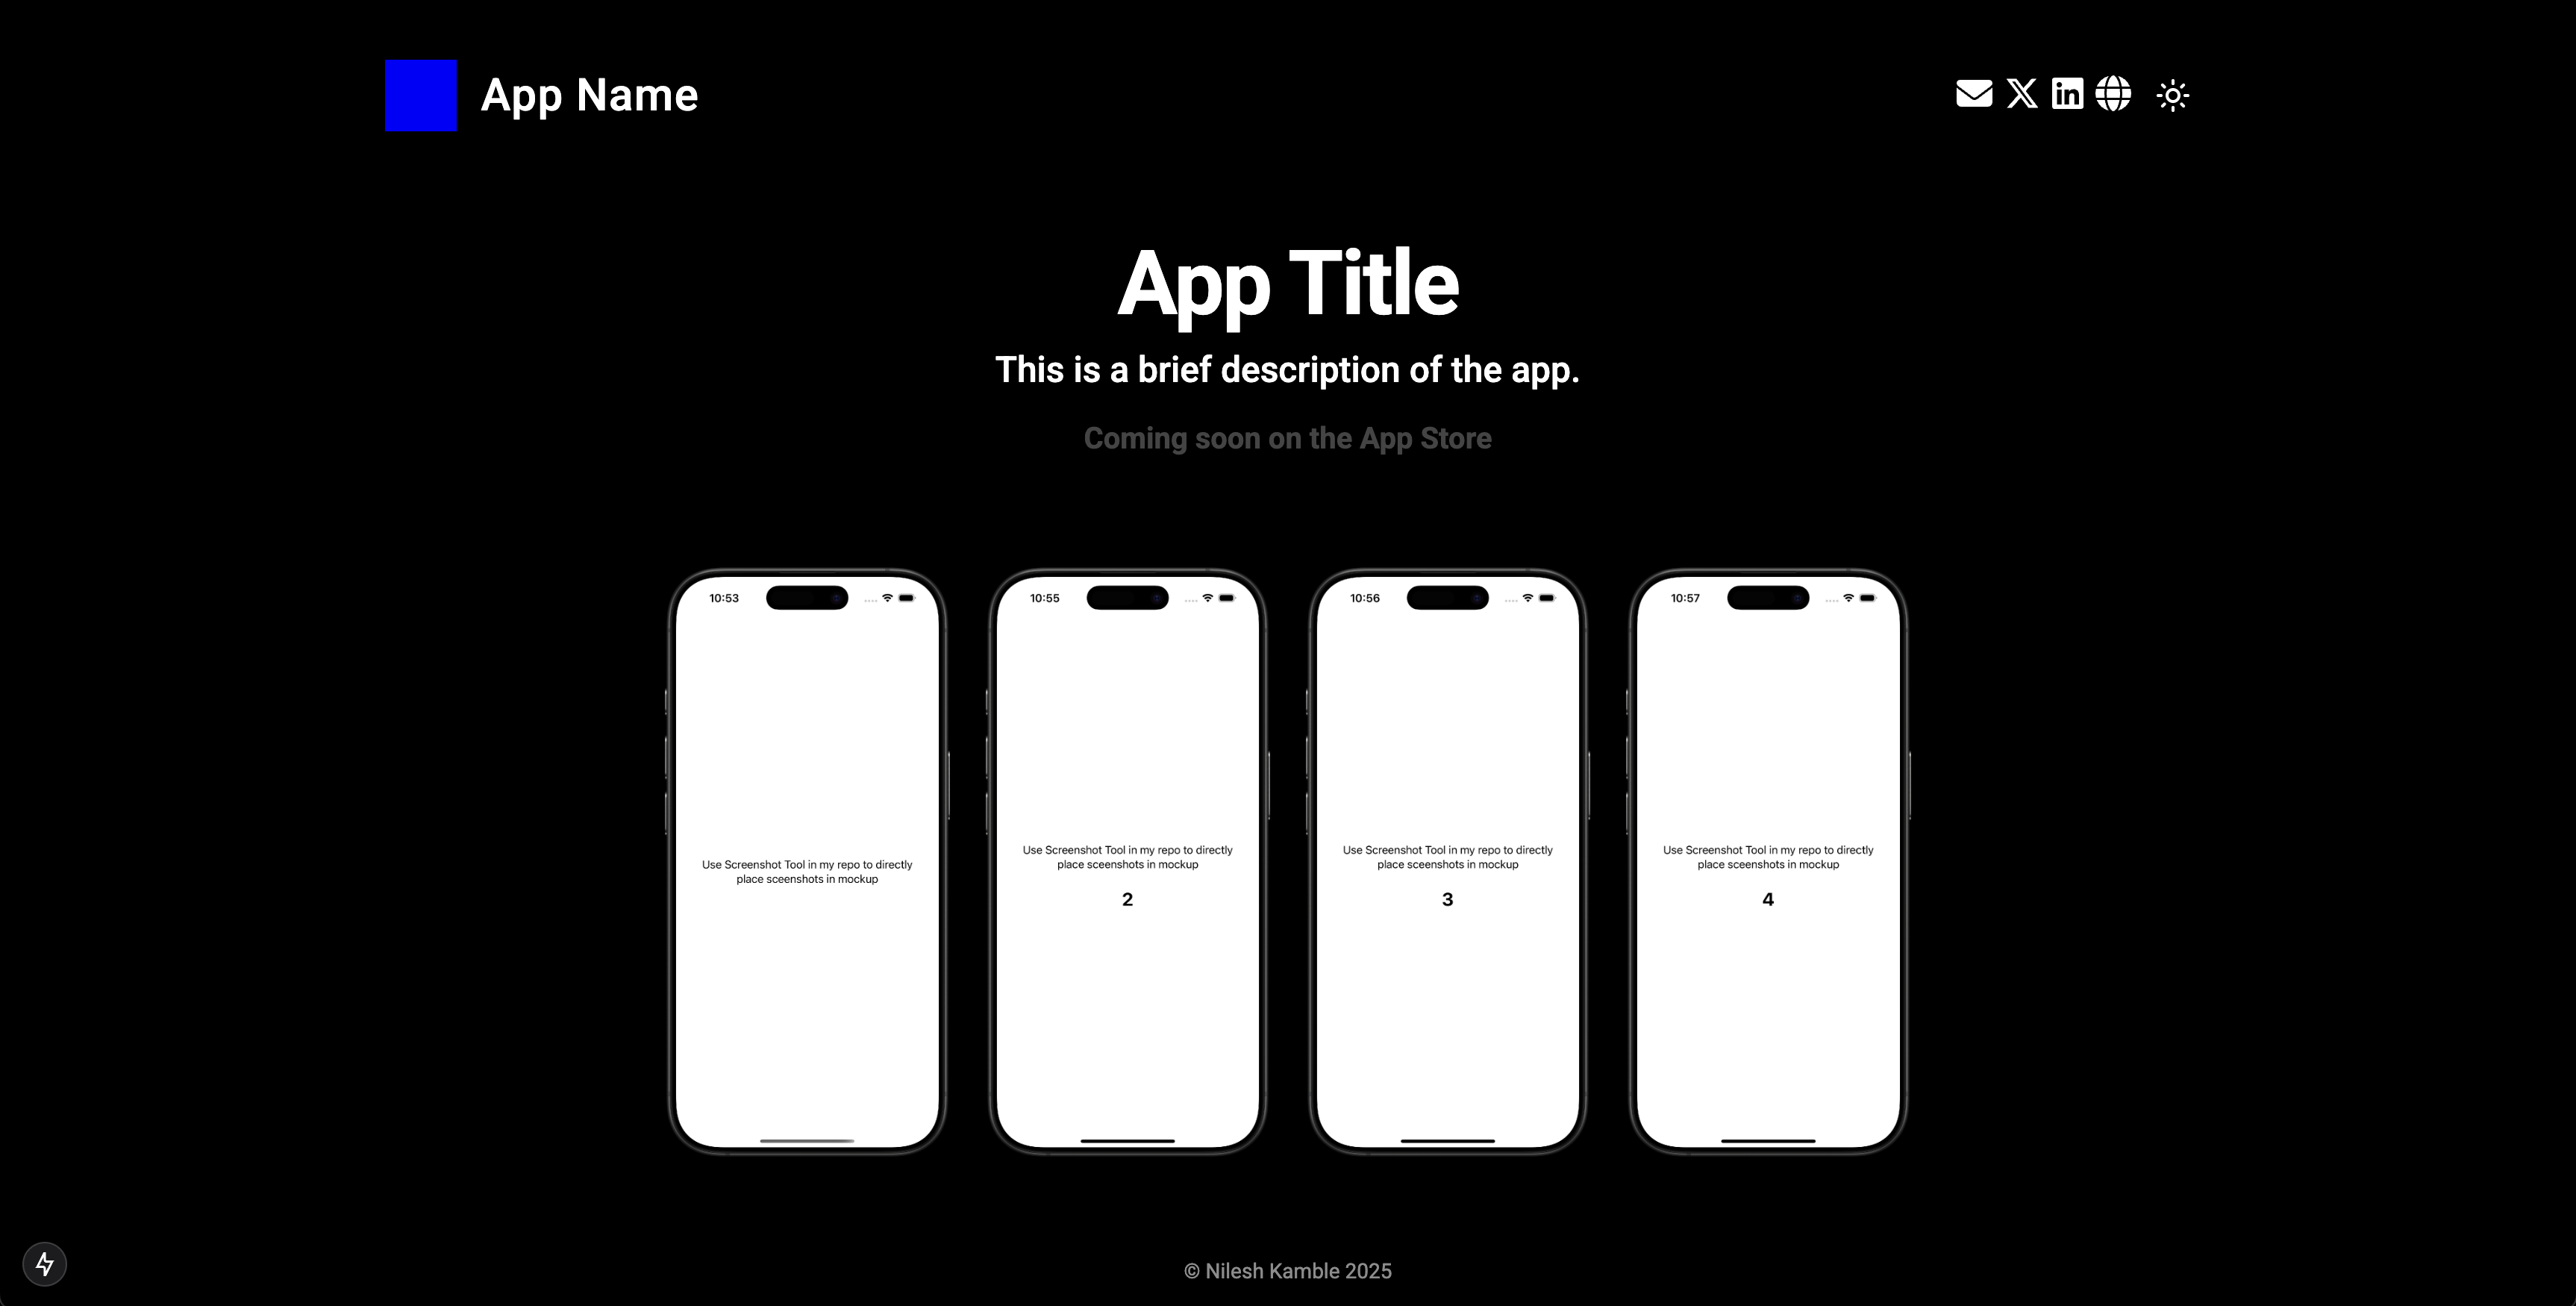 App Name
App Title
This is a brief description of the app.
Coming soon on the App Store
10:53
Use Screenshot Tool in my repo to directly
place sceenshots in mockup
10:55
Use Screenshot Tool in my repo to directly
place sceenshots in mockup
2
10:56
Use Screenshot Tool in my repo to directly
place sceenshots in mockup
3
10:57
Use Screenshot Tool in my repo to directly
place sceenshots in mockup
4
© Nilesh Kamble 2025